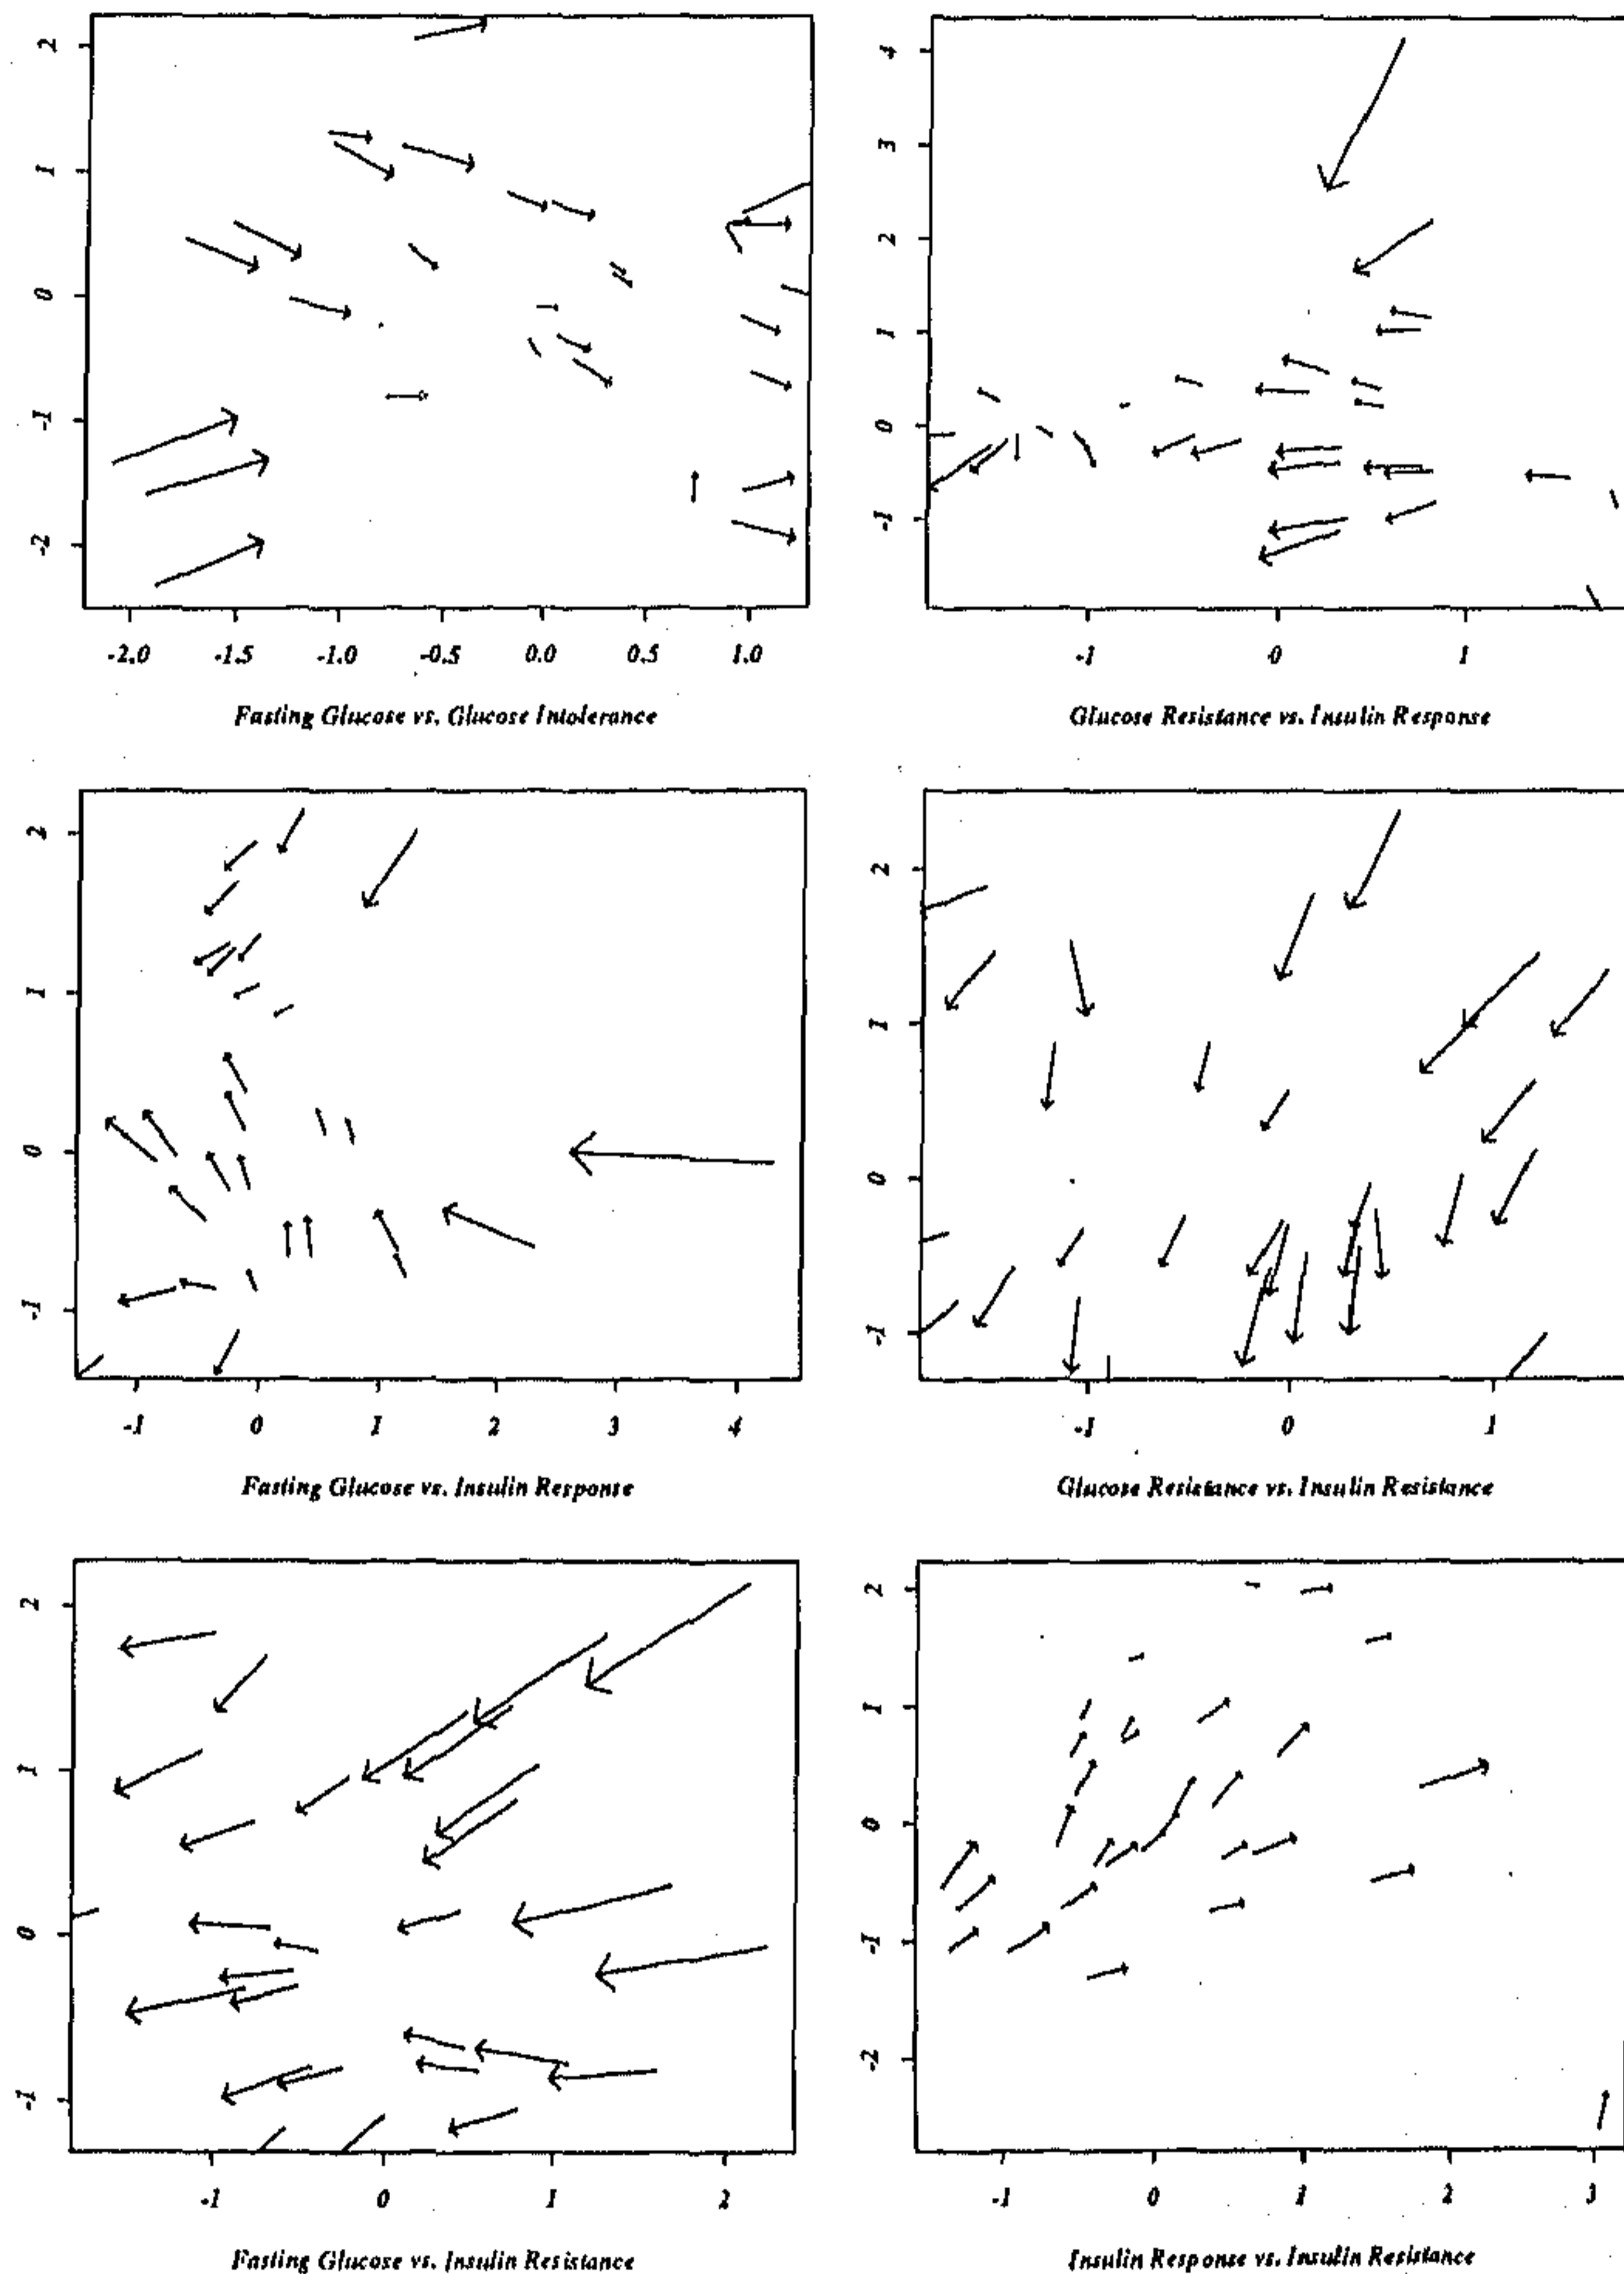 2
1
0
-1
-2
-2.0 -1.5 -1.0 -0.5 0.0 0.5 1.0
Fasting Glucose vs. Glucose Intolerance
4
3
2
1
0
-1
-1 0 1
Glucose Resistance vs. Insulin Response
2
1
0
-1
-1 0 1 2 3 4
Fasting Glucose vs. Insulin Response
2
1
0
-1
-1 0 1
Glucose Resistance vs. Insulin Resistance
2
1
0
-1
-1 0 1 2
Fasting Glucose vs. Insulin Resistance
2
1
0
-1
-2
-1 0 1 2 3
Insulin Response vs. Insulin Resistance